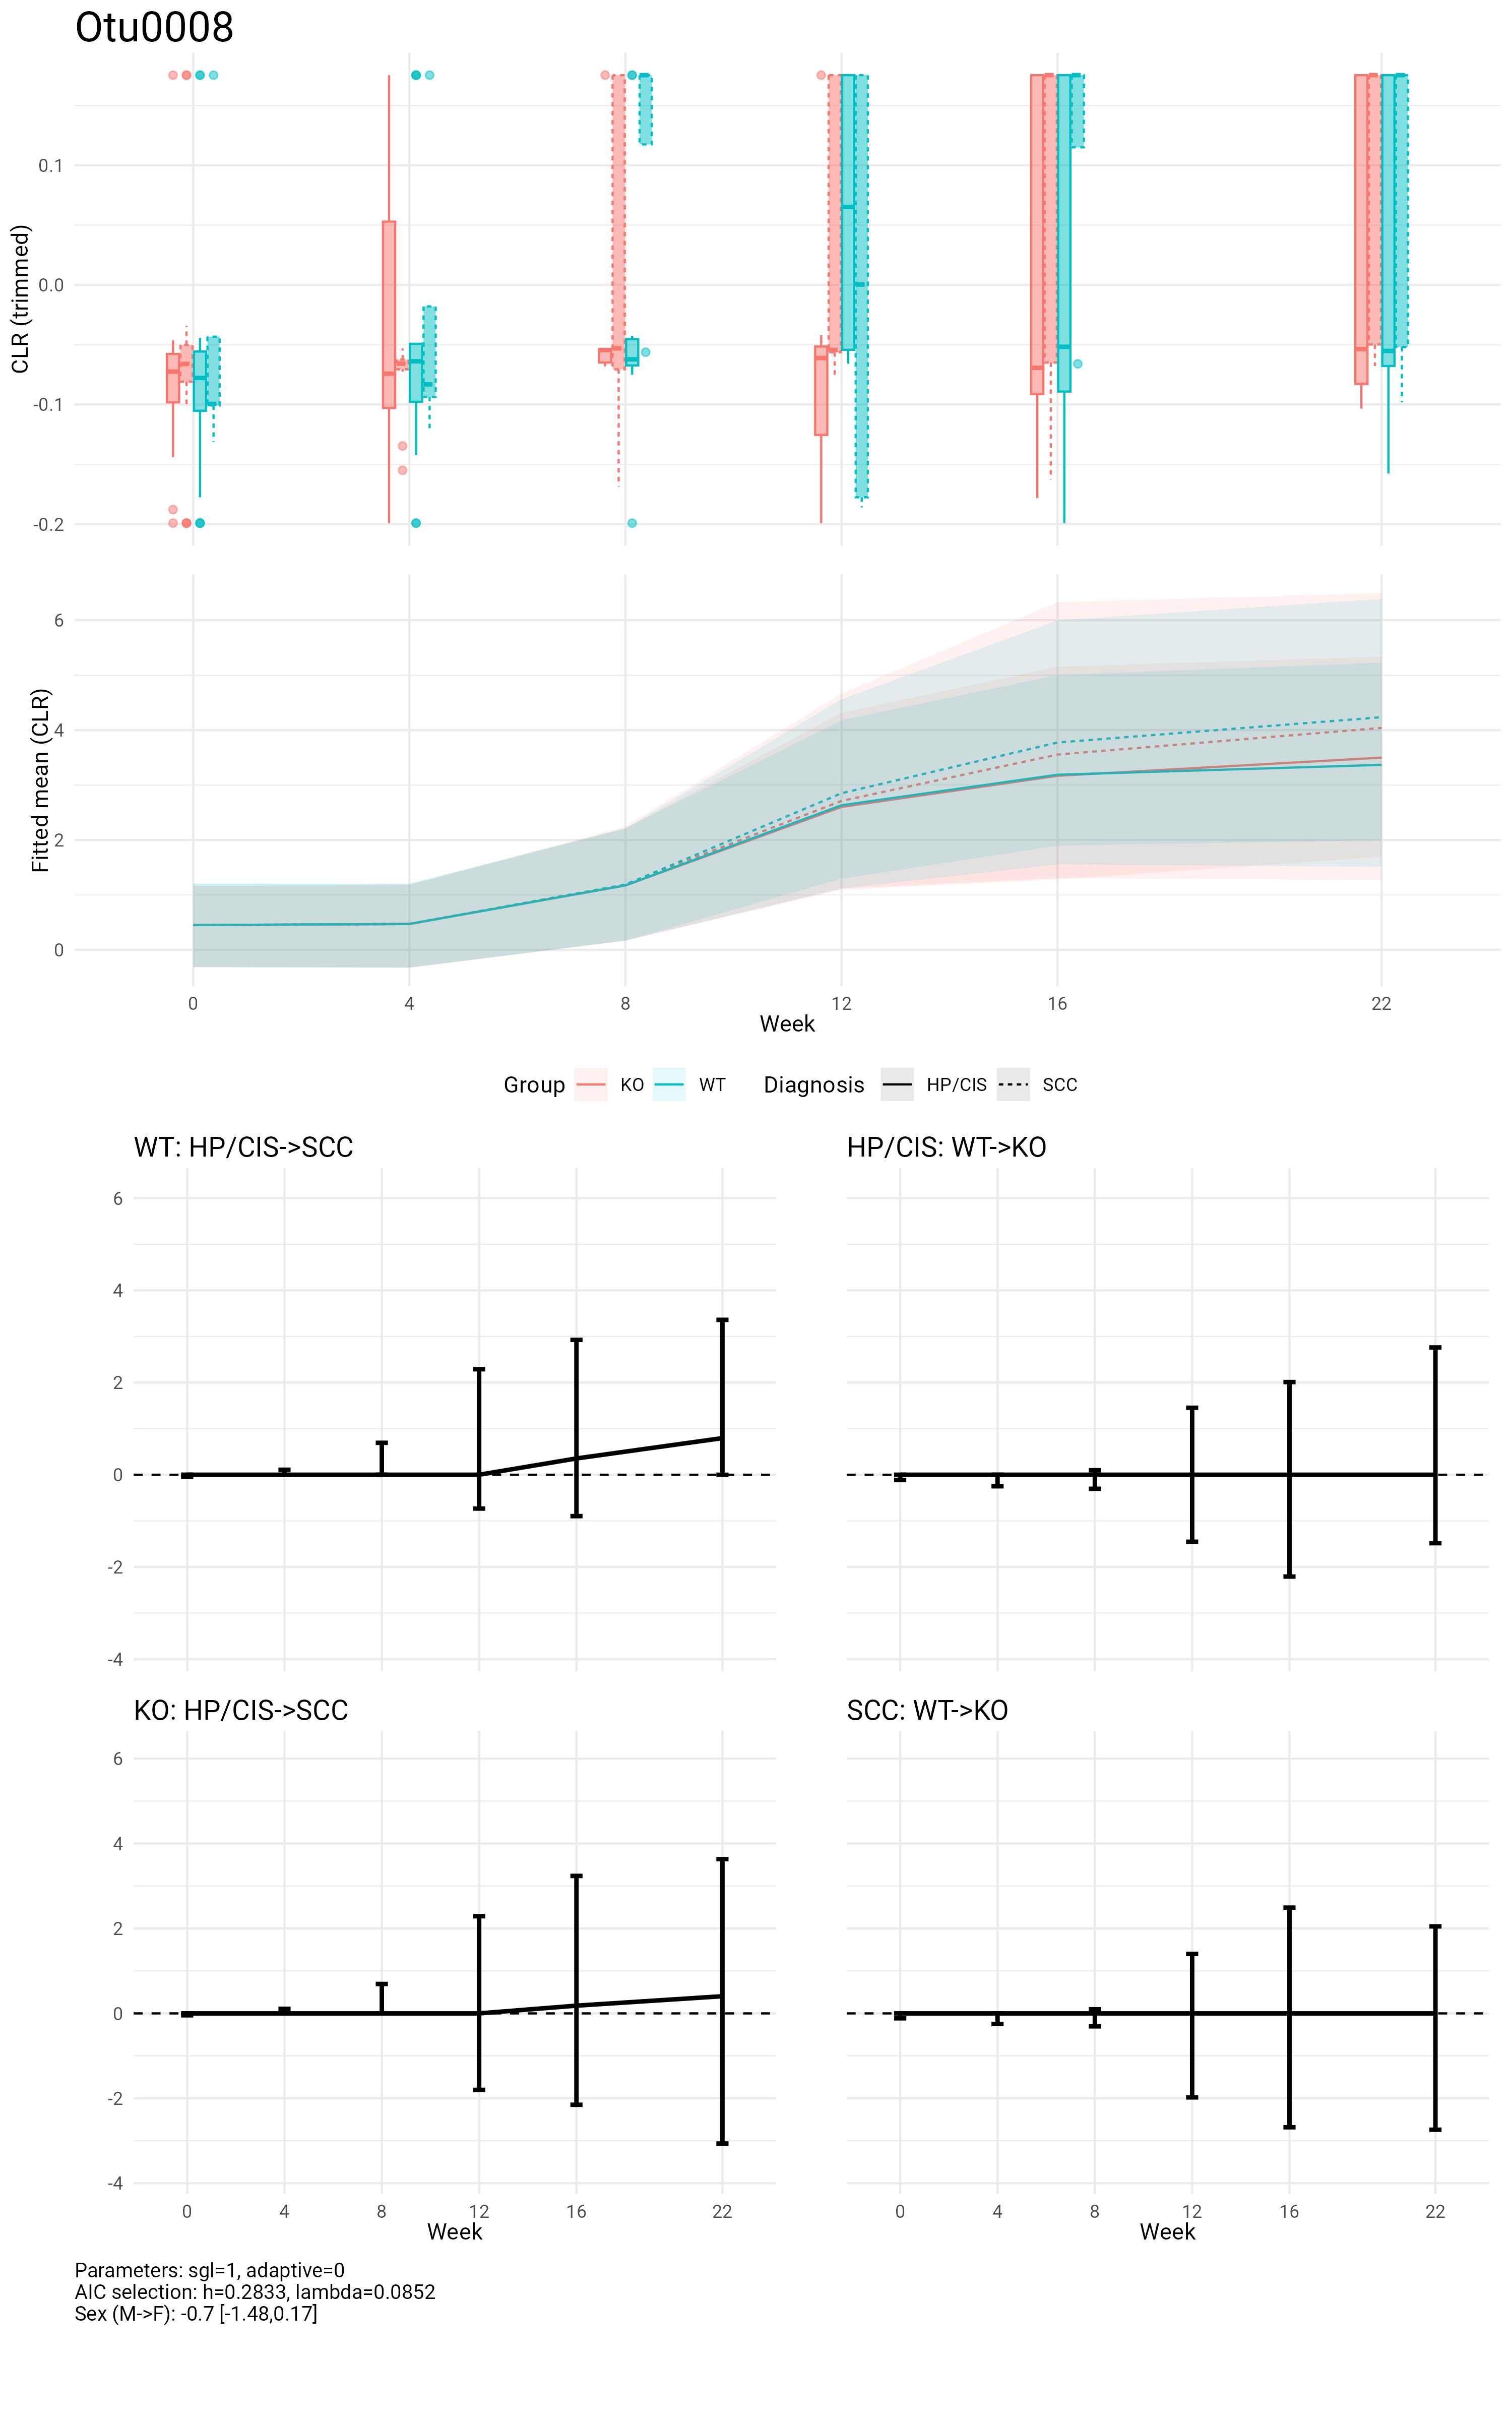 Otu0008
CLR (trimmed)
0.1
0.0
-0.1
-0.2
Fitted mean (CLR)
6
4
2
0
0 4 8 12 16 22
Week
Group KO WT Diagnosis HP/CIS SCC
WT: HP/CIS->SCC HP/CIS: WT->KO
6
4
2
0
-2
-4
KO: HP/CIS->SCC SCC: WT->KO
6
4
2
0
-2
-4
0 4 8 12 16 22 0 4 8 12 16 22
Week Week
Parameters: sgl=1, adaptive=0
AIC selection: h=0.2833, lambda=0.0852
Sex (M->F): -0.7 [-1.48,0.17]